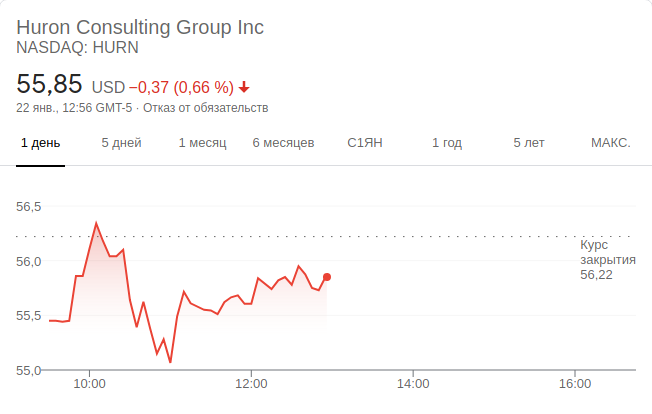 Huron Consulting Group Inc
NASDAQ: HURN
55,85 USD −0,37 (0,66 %)
22 янв., 12:56 GMT-5 · Отказ от обязательств
1 день 5 дней 1 месяц 6 месяцев С1ЯН 1 год 5 лет МАКС.
56,5
Курс
закрытия
56,22
56,0
55,5
55,0
10:00 12:00 14:00 16:00